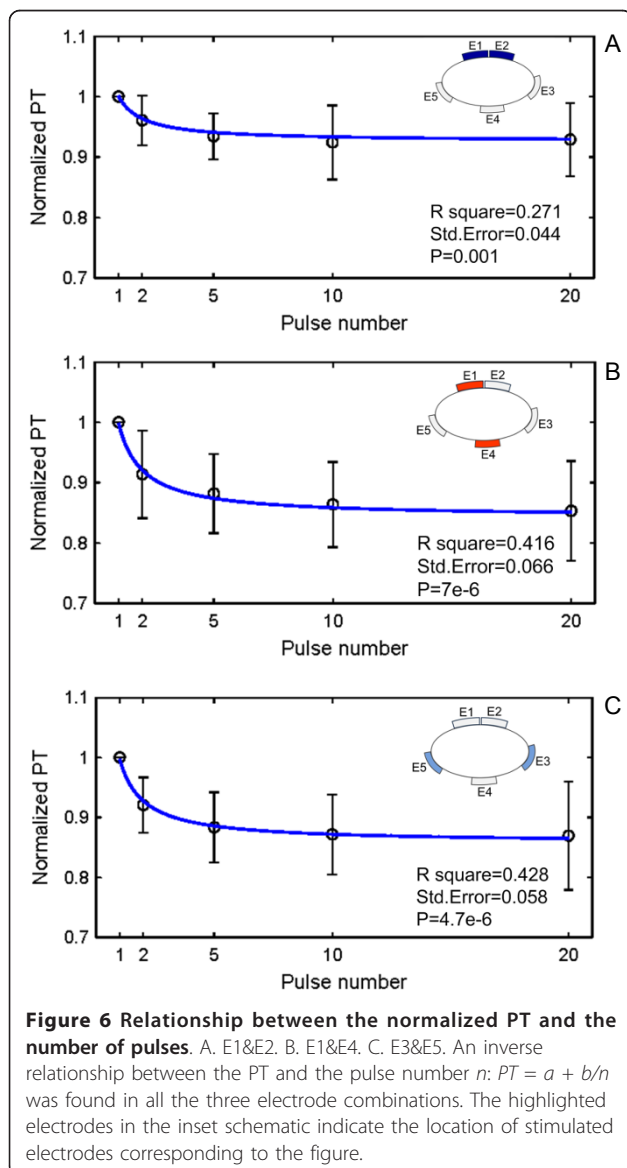 1.1
1
0.9
0.8
0.7
Normalized PT
1 2 5 10 20
Pulse number
A
E1 E2
E3
E4
E5
R square=0.271
Std.Error=0.044
P=0.001
1.1
1
0.9
0.8
0.7
Normalized PT
1 2 5 10 20
Pulse number
B
E1 E2
E3
E4
E5
R square=0.416
Std.Error=0.066
P=7e-6
1.1
1
0.9
0.8
0.7
Normalized PT
1 2 5 10 20
Pulse number
C
E1 E2
E3
E4
E5
R square=0.428
Std.Error=0.058
P=4.7e-6
Figure 6 Relationship between the normalized PT and the
number of pulses. A. E1&E2. B. E1&E4. C. E3&E5. An inverse
relationship between the PT and the pulse number n: PT = a + b/n
was found in all the three electrode combinations. The highlighted
electrodes in the inset schematic indicate the location of stimulated
electrodes corresponding to the figure.